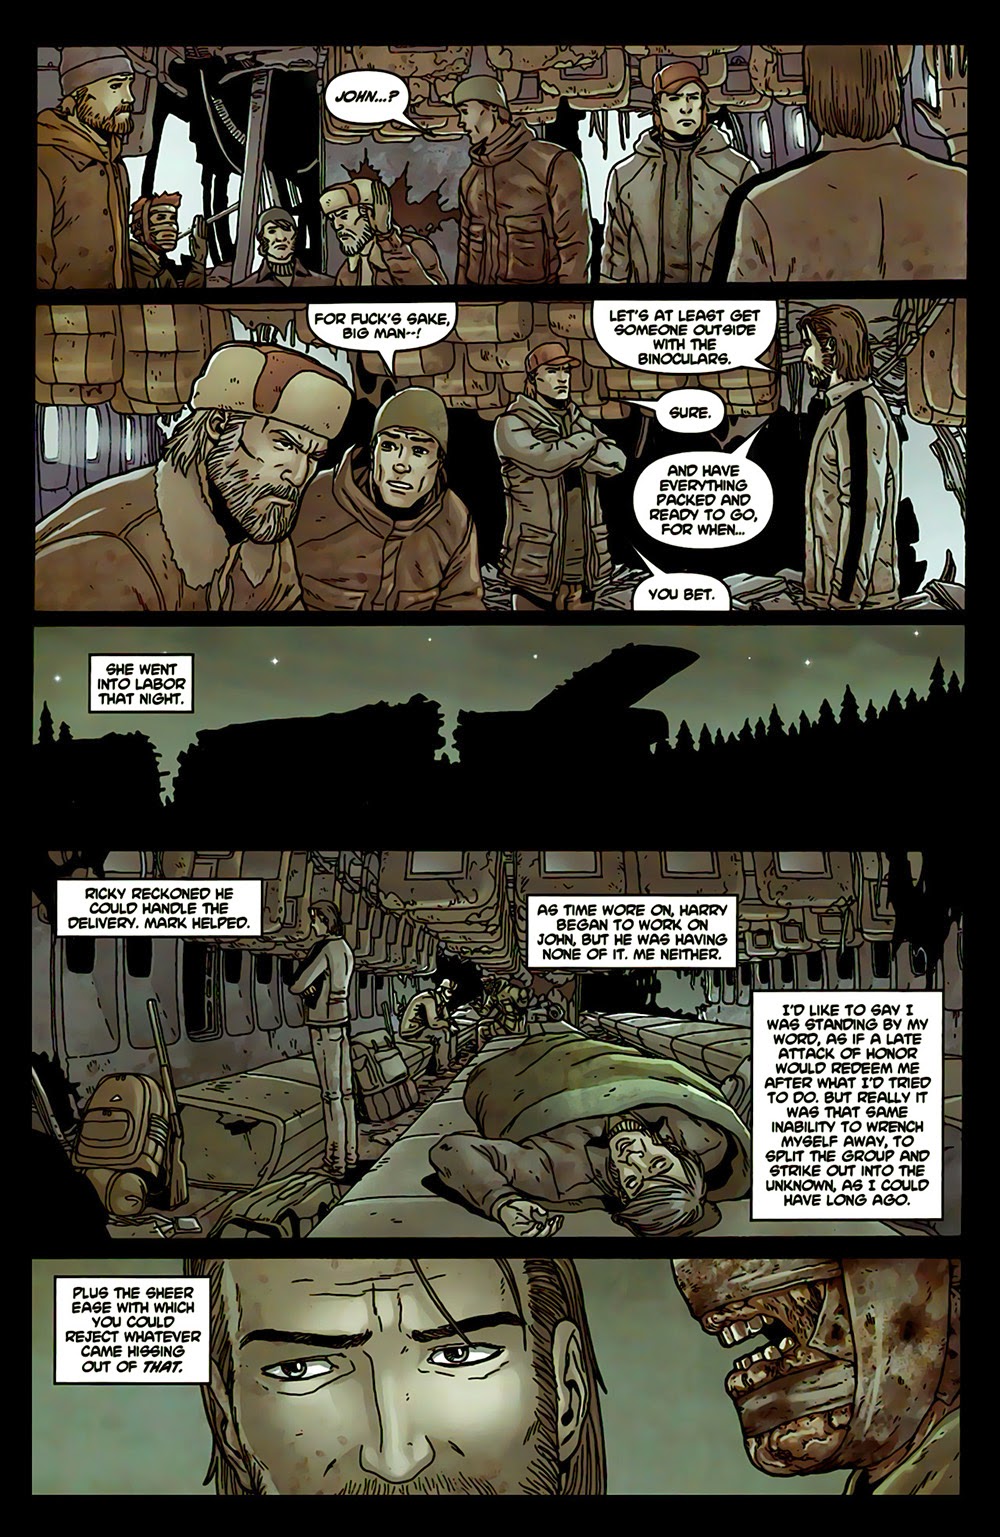 JOHN...?
FOR FUCK'S SAKE,
BIG MAN--!
LET'S AT LEAST GET
SOMEONE OUTSIDE
WITH THE
BINOCULARS.
SURE.
AND HAVE
EVERYTHING
PACKED AND
READY TO GO,
FOR WHEN...
YOU BET.
SHE WENT
INTO LABOR
THAT NIGHT.
RICKY RECKONED HE
COULD HANDLE THE
DELIVERY. MARK HELPED.
AS TIME WORE ON, HARRY
BEGAN TO WORK ON
JOHN, BUT HE WAS HAVING
NONE OF IT. ME NEITHER.
I'D LIKE TO SAY I
WAS STANDING BY MY
WORD, AS IF A LATE
ATTACK OF HONOR
WOULD REDEEM ME
AFTER WHAT I'D TRIED
TO DO. BUT REALLY IT
WAS THAT SAME
INABILITY TO WRENCH
MYSELF AWAY, TO
SPLIT THE GROUP AND
STRIKE OUT INTO THE
UNKNOWN, AS I COULD
HAVE LONG AGO.
PLUS THE SHEER
EASE WITH WHICH
YOU COULD
REJECT WHATEVER
CAME HISSING
OUT OF THAT.